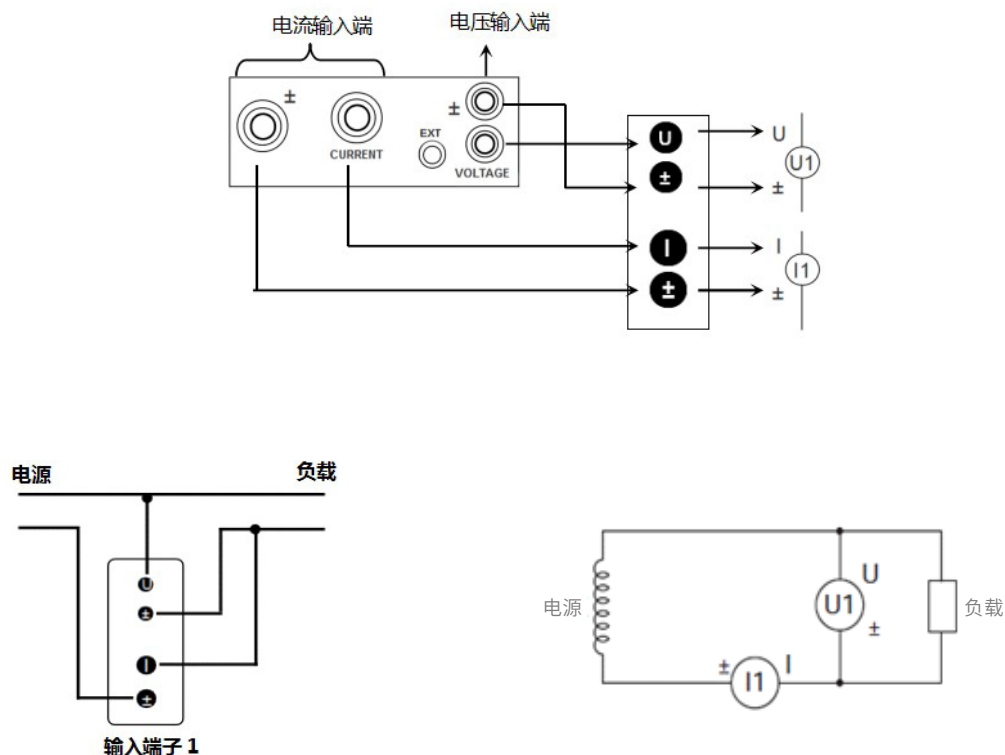 电流输入端
电压输入端
±
±
EXT
CURRENT
VOLTAGE
U
±
I
±
U
±
I
±
U1
I1
电源
负载
U
±
I
±
输入端子 1
电源
U1
U
±
负载
±
I1
I